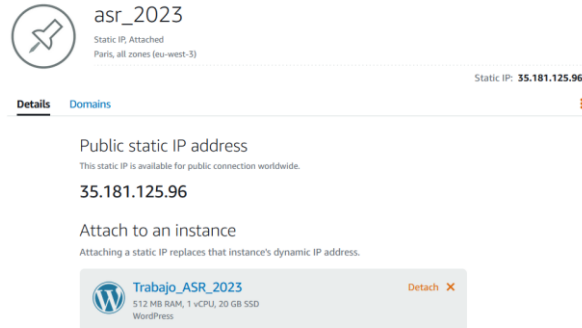 asr_2023
Static IP, Attached
Paris, all zones (eu-west-3)
Static IP: 35.181.125.96
Details Domains
Public static IP address
This static IP is available for public connection worldwide.
35.181.125.96
Attach to an instance
Attaching a static IP replaces that instance's dynamic IP address.
Trabajo_ASR_2023 Detach X
512 MB RAM, 1 vCPU, 20 GB SSD
WordPress